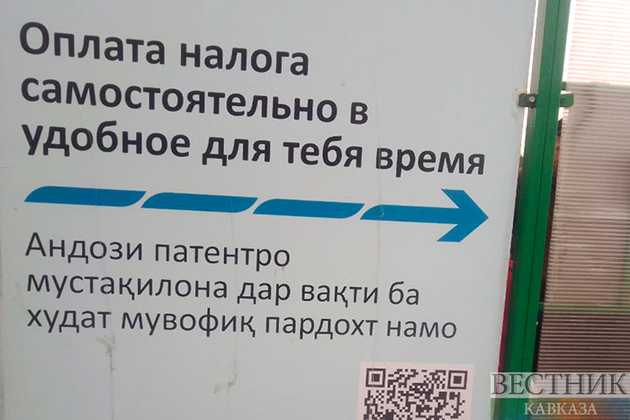 Оплата налога
самостоятельно в
удобное для тебя время
Андози патентро
мустақилона дар вақти ба
худат мувофиқ пардохт намо
ВЕСТНИК
КАВКАЗА